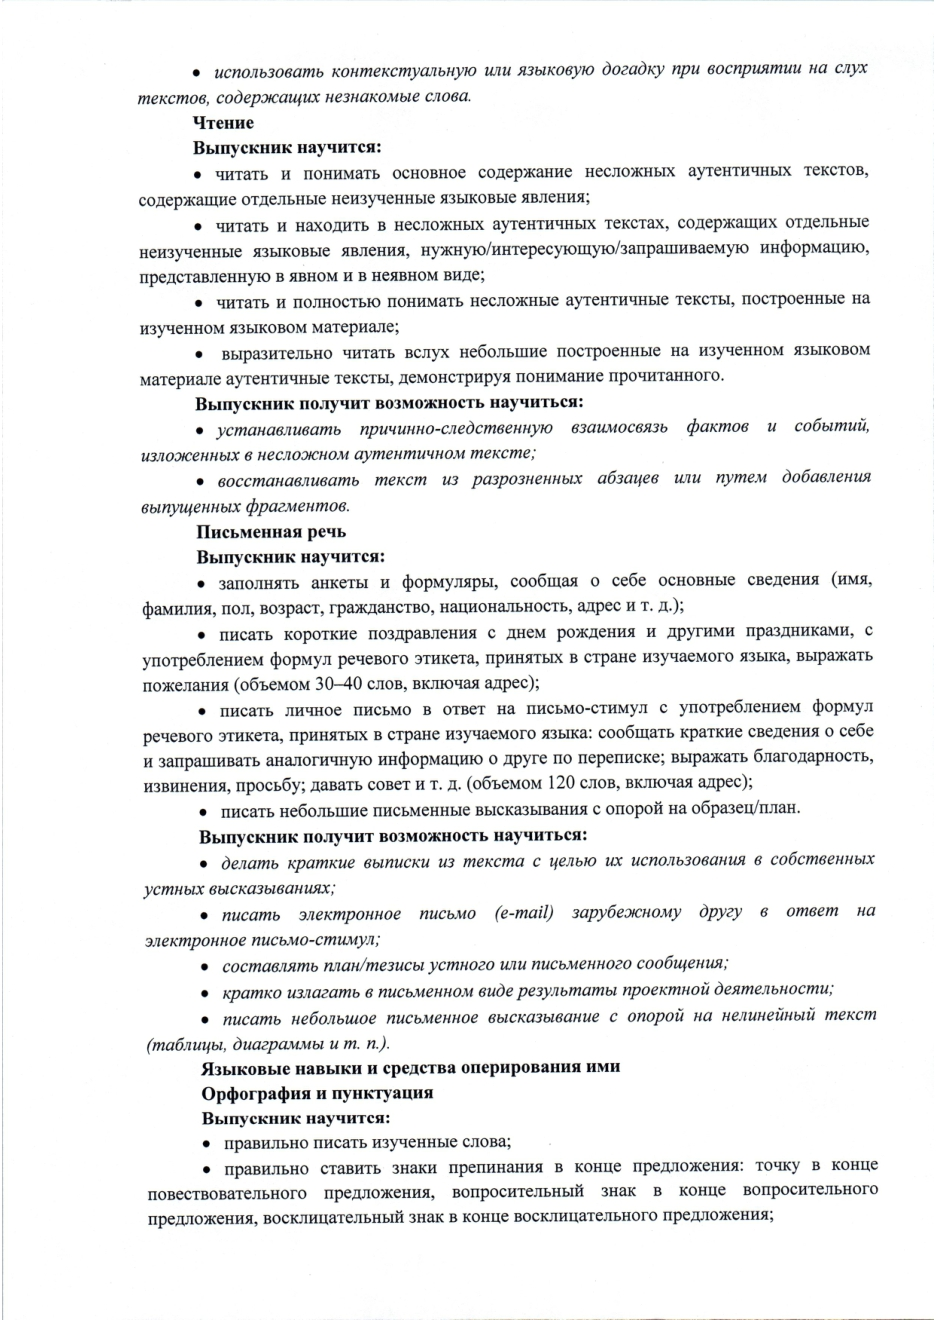 • использовать контекстуальную или языковую догадку при восприятии на слух
текстов, содержащих незнакомые слова.
Чтение
Выпускник научится:
• читать и понимать основное содержание несложных аутентичных текстов,
содержащие отдельные неизученные языковые явления;
• читать и находить в несложных аутентичных текстах, содержащих отдельные
неизученные языковые явления, нужную/интересующую/запрашиваемую информацию,
представленную в явном и в неявном виде;
• читать и полностью понимать несложные аутентичные тексты, построенные на
изученном языковом материале;
• выразительно читать вслух небольшие построенные на изученном языковом
материале аутентичные тексты, демонстрируя понимание прочитанного.
Выпускник получит возможность научиться:
• устанавливать причинно-следственную взаимосвязь фактов и событий,
изложенных в несложном аутентичном тексте;
• восстанавливать текст из разрозненных абзацев или путем добавления
выпущенных фрагментов.
Письменная речь
Выпускник научится:
• заполнять анкеты и формуляры, сообщая о себе основные сведения (имя,
фамилия, пол, возраст, гражданство, национальность, адрес и т. д.);
• писать короткие поздравления с днем рождения и другими праздниками, с
употреблением формул речевого этикета, принятых в стране изучаемого языка, выражать
пожелания (объемом 30–40 слов, включая адрес);
• писать личное письмо в ответ на письмо-стимул с употреблением формул
речевого этикета, принятых в стране изучаемого языка: сообщать краткие сведения о себе
и запрашивать аналогичную информацию о друге по переписке; выражать благодарность,
извинения, просьбу; давать совет и т. д. (объемом 120 слов, включая адрес);
• писать небольшие письменные высказывания с опорой на образец/план.
Выпускник получит возможность научиться:
• делать краткие выписки из текста с целью их использования в собственных
устных высказываниях;
• писать электронное письмо (e-mail) зарубежному другу в ответ на
электронное письмо-стимул;
• составлять план/тезисы устного или письменного сообщения;
• кратко излагать в письменном виде результаты проектной деятельности;
• писать небольшое письменное высказывание с опорой на нелинейный текст
(таблицы, диаграммы и т. п.).
Языковые навыки и средства оперирования ими
Орфография и пунктуация
Выпускник научится:
• правильно писать изученные слова;
• правильно ставить знаки препинания в конце предложения: точку в конце
повествовательного предложения, вопросительный знак в конце вопросительного
предложения, восклицательный знак в конце восклицательного предложения;